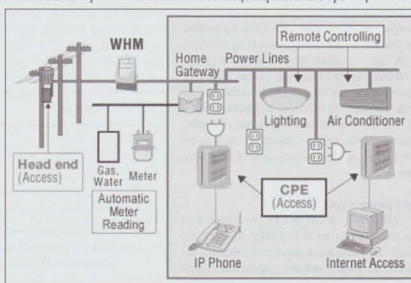 WHM
Home
Gateway
Power Lines
Remote Controlling
Lighting
Air Conditioner
Head end
(Access)
Gas,
Water
Meter
Automatic
Meter
Reading
CPE
(Access)
IP Phone
Internet Access